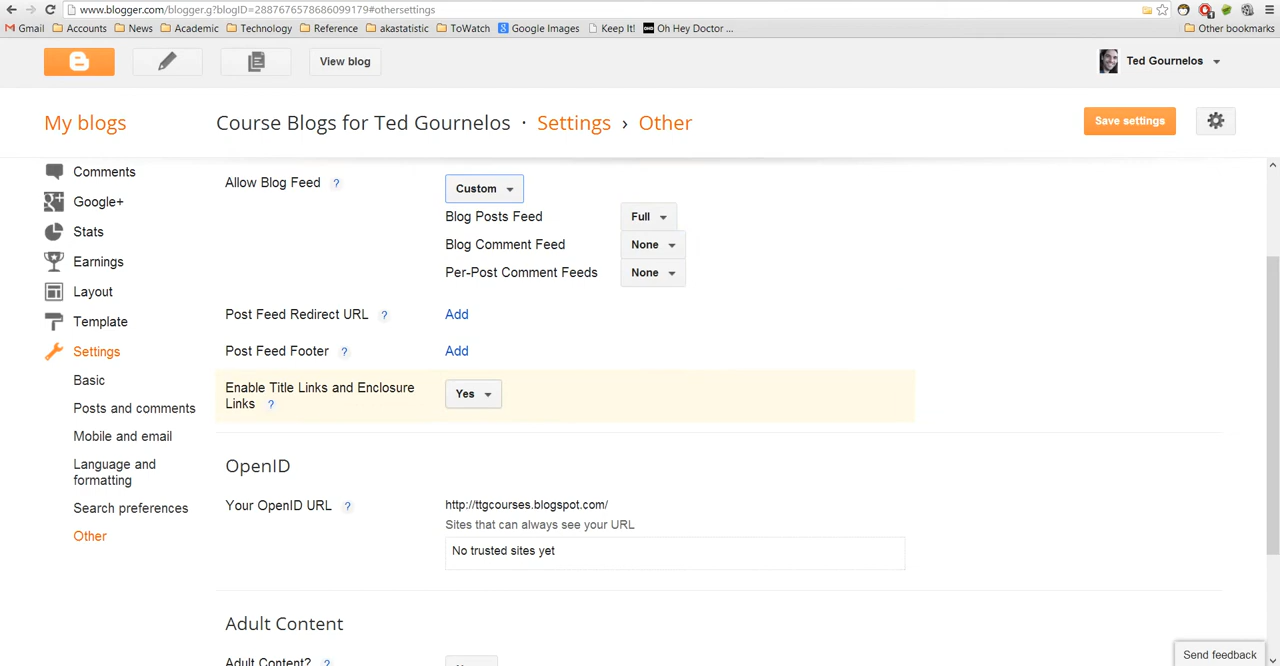 www.blogger.com/blogger.g?blogID=2887676578686099179#othersettings
Gmail Accounts News Academic Technology Reference akastatistic ToWatch Google Images Keep It! Oh Hey Doctor ... Other bookmarks
View blog Ted Gournelos
My blogs Course Blogs for Ted Gournelos · Settings › Other Save settings
Comments
Google+
Stats
Earnings
Layout
Template
Settings
Basic
Posts and comments
Mobile and email
Language and
formatting
Search preferences
Other
Allow Blog Feed ? Custom
Blog Posts Feed Full
Blog Comment Feed None
Per-Post Comment Feeds None
Post Feed Redirect URL ? Add
Post Feed Footer ? Add
Enable Title Links and Enclosure
Links ? Yes
OpenID
Your OpenID URL ? http://ttgcourses.blogspot.com/
Sites that can always see your URL
No trusted sites yet
Adult Content
Adult Content? ?
Send feedback